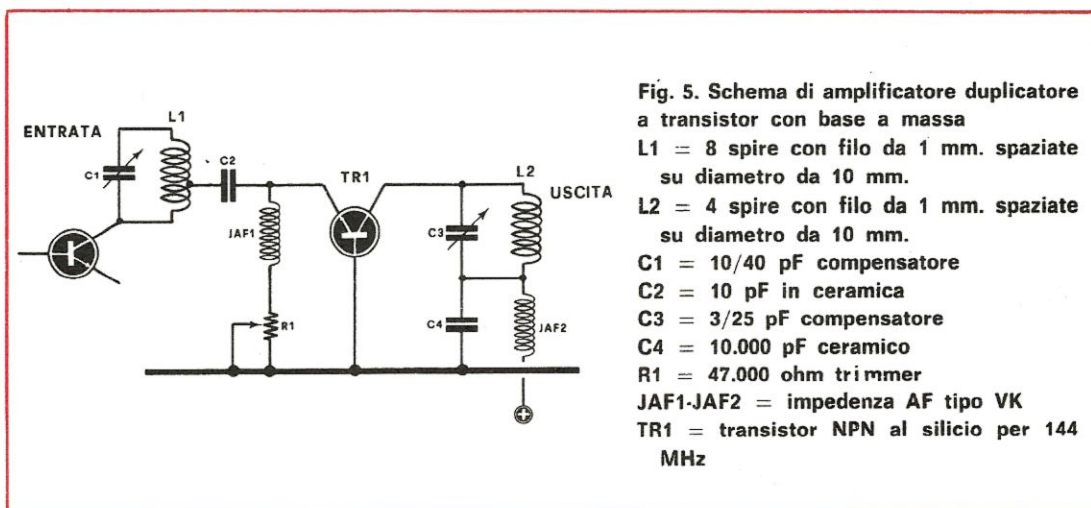 ENTRATA
L1
C1
C2
JAF1
R1
TR1
C3
C4
L2
USCITA
JAF2
Fig. 5. Schema di amplificatore duplicatore
a transistor con base a massa
L1 = 8 spire con filo da 1 mm. spaziate
su diametro da 10 mm.
L2 = 4 spire con filo da 1 mm. spaziate
su diametro da 10 mm.
C1 = 10/40 pF compensatore
C2 = 10 pF in ceramica
C3 = 3/25 pF compensatore
C4 = 10.000 pF ceramico
R1 = 47.000 ohm trimmer
JAF1-JAF2 = impedenza AF tipo VK
TR1 = transistor NPN al silicio per 144
MHz